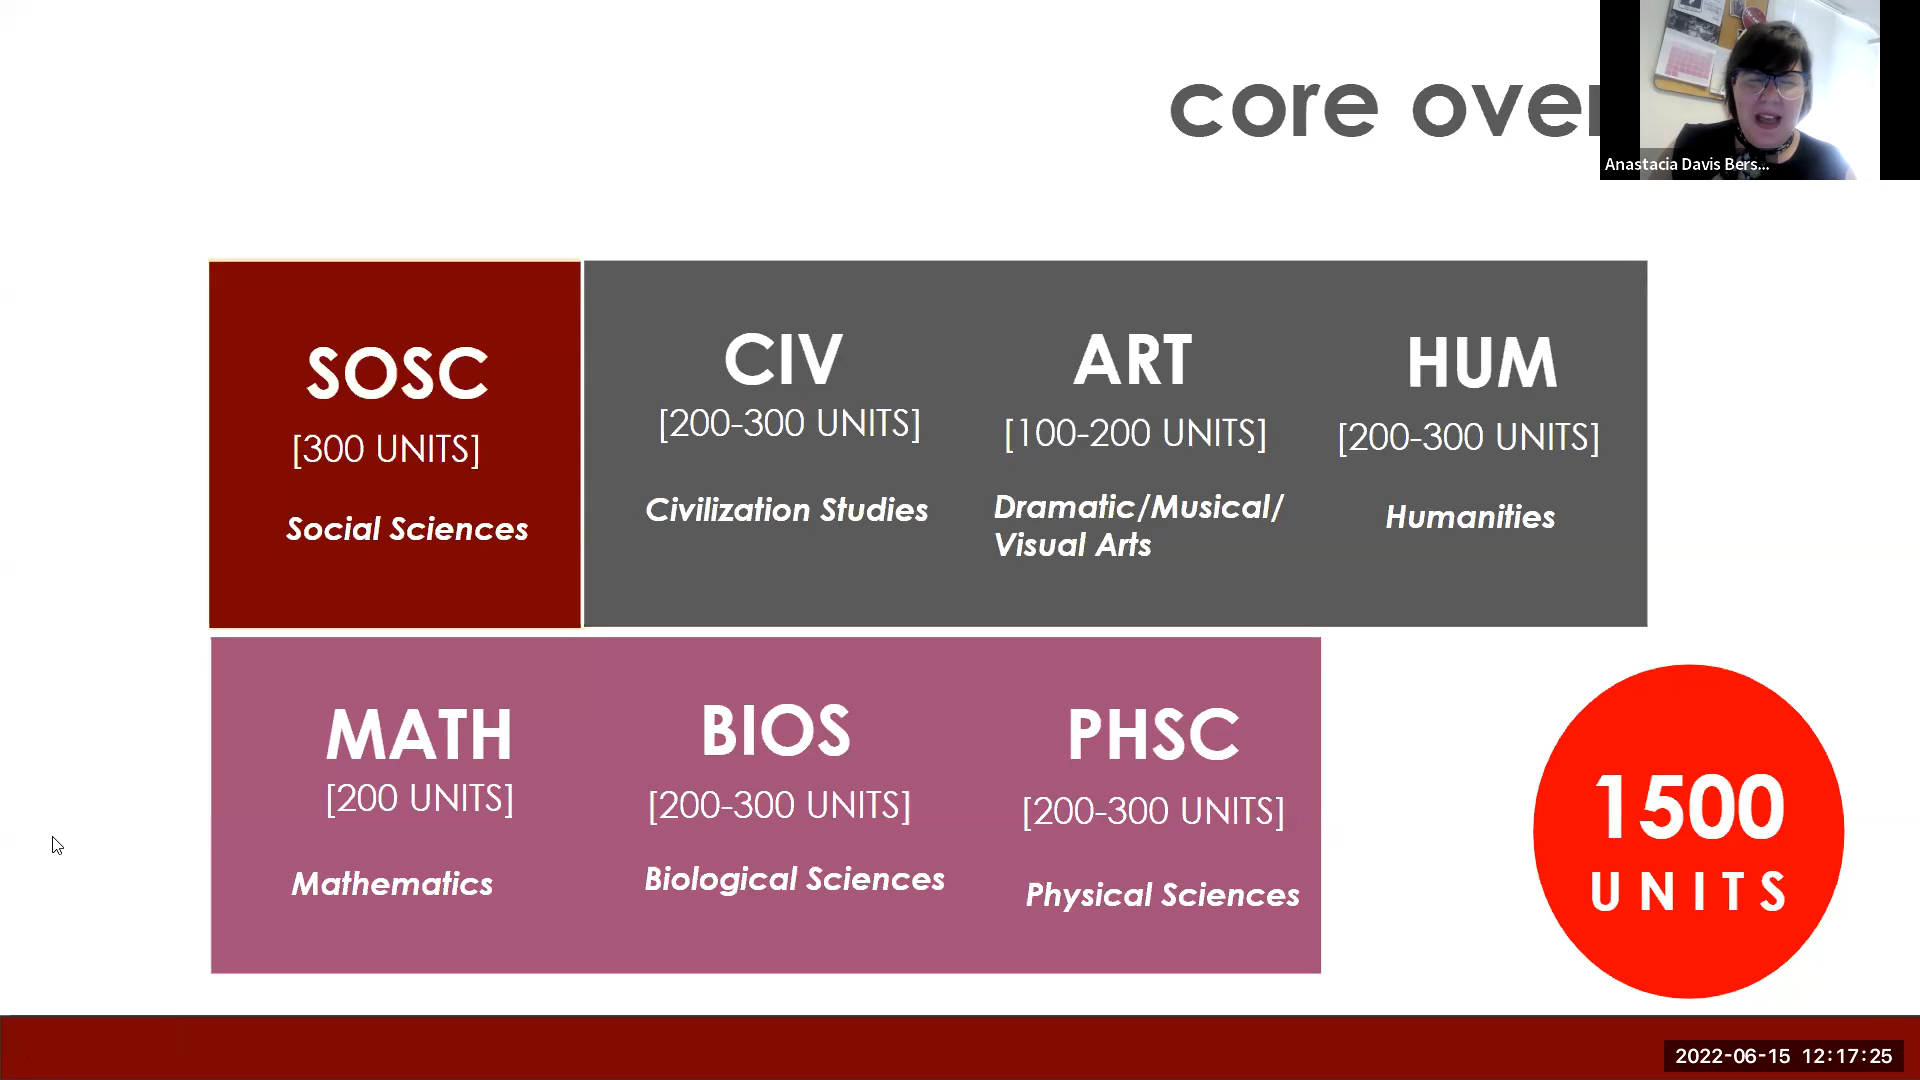 core over
Anastacia Davis Bers...
SOSC
[300 UNITS]
Social Sciences
CIV
[200-300 UNITS]
Civilization Studies
ART
[100-200 UNITS]
Dramatic/Musical/
Visual Arts
HUM
[200-300 UNITS]
Humanities
MATH
[200 UNITS]
Mathematics
BIOS
[200-300 UNITS]
Biological Sciences
PHSC
[200-300 UNITS]
Physical Sciences
1500
UNITS
2022-06-15 12:17:25